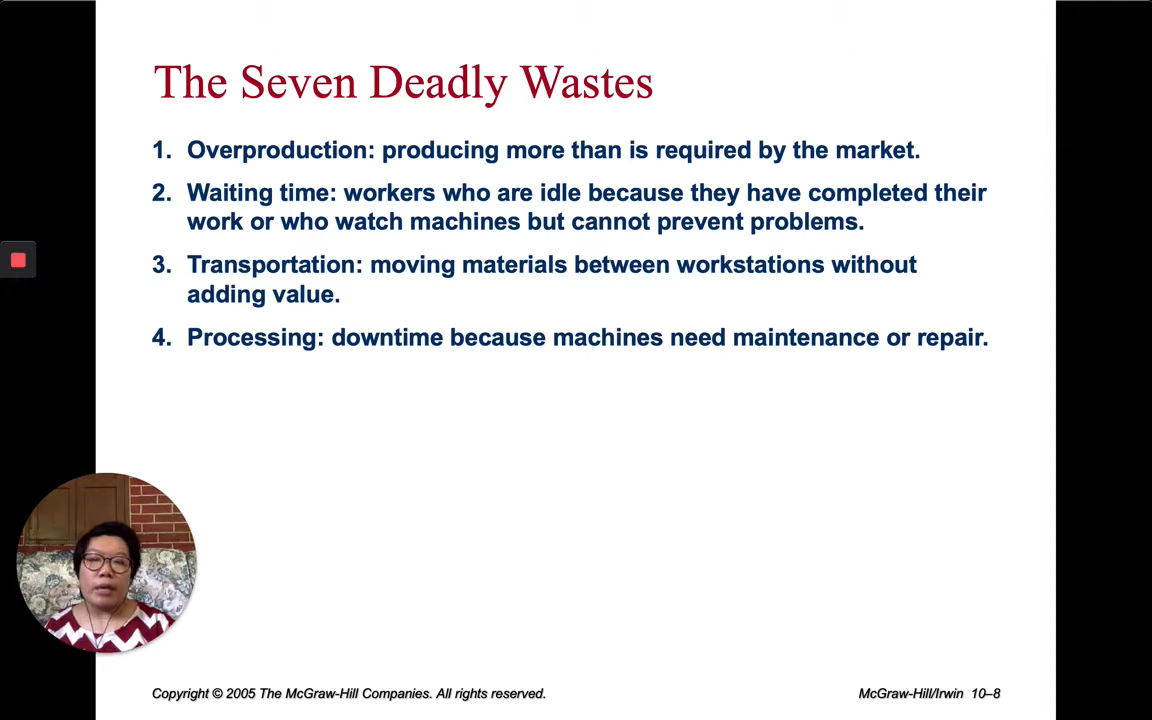 The Seven Deadly Wastes
1. Overproduction: producing more than is required by the market.
2. Waiting time: workers who are idle because they have completed their
work or who watch machines but cannot prevent problems.
3. Transportation: moving materials between workstations without
adding value.
4. Processing: downtime because machines need maintenance or repair.
Copyright © 2005 The McGraw-Hill Companies. All rights reserved.
McGraw-Hill/Irwin 10–8